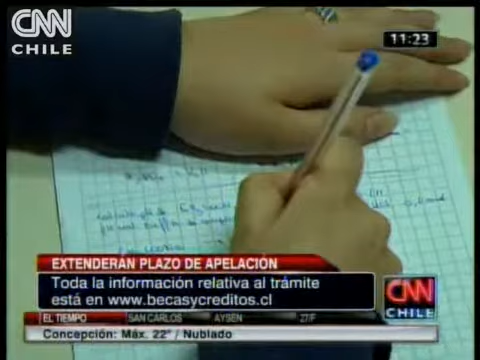 CNN
CHILE
11:23
EXTENDERÁN PLAZO DE APELACIÓN
Toda la información relativa al trámite
está en www.becasycreditos.cl
CNN
CHILE
EL TIEMPO SAN CARLOS AYSEN 27/F
Concepción: Máx. 22° / Nublado